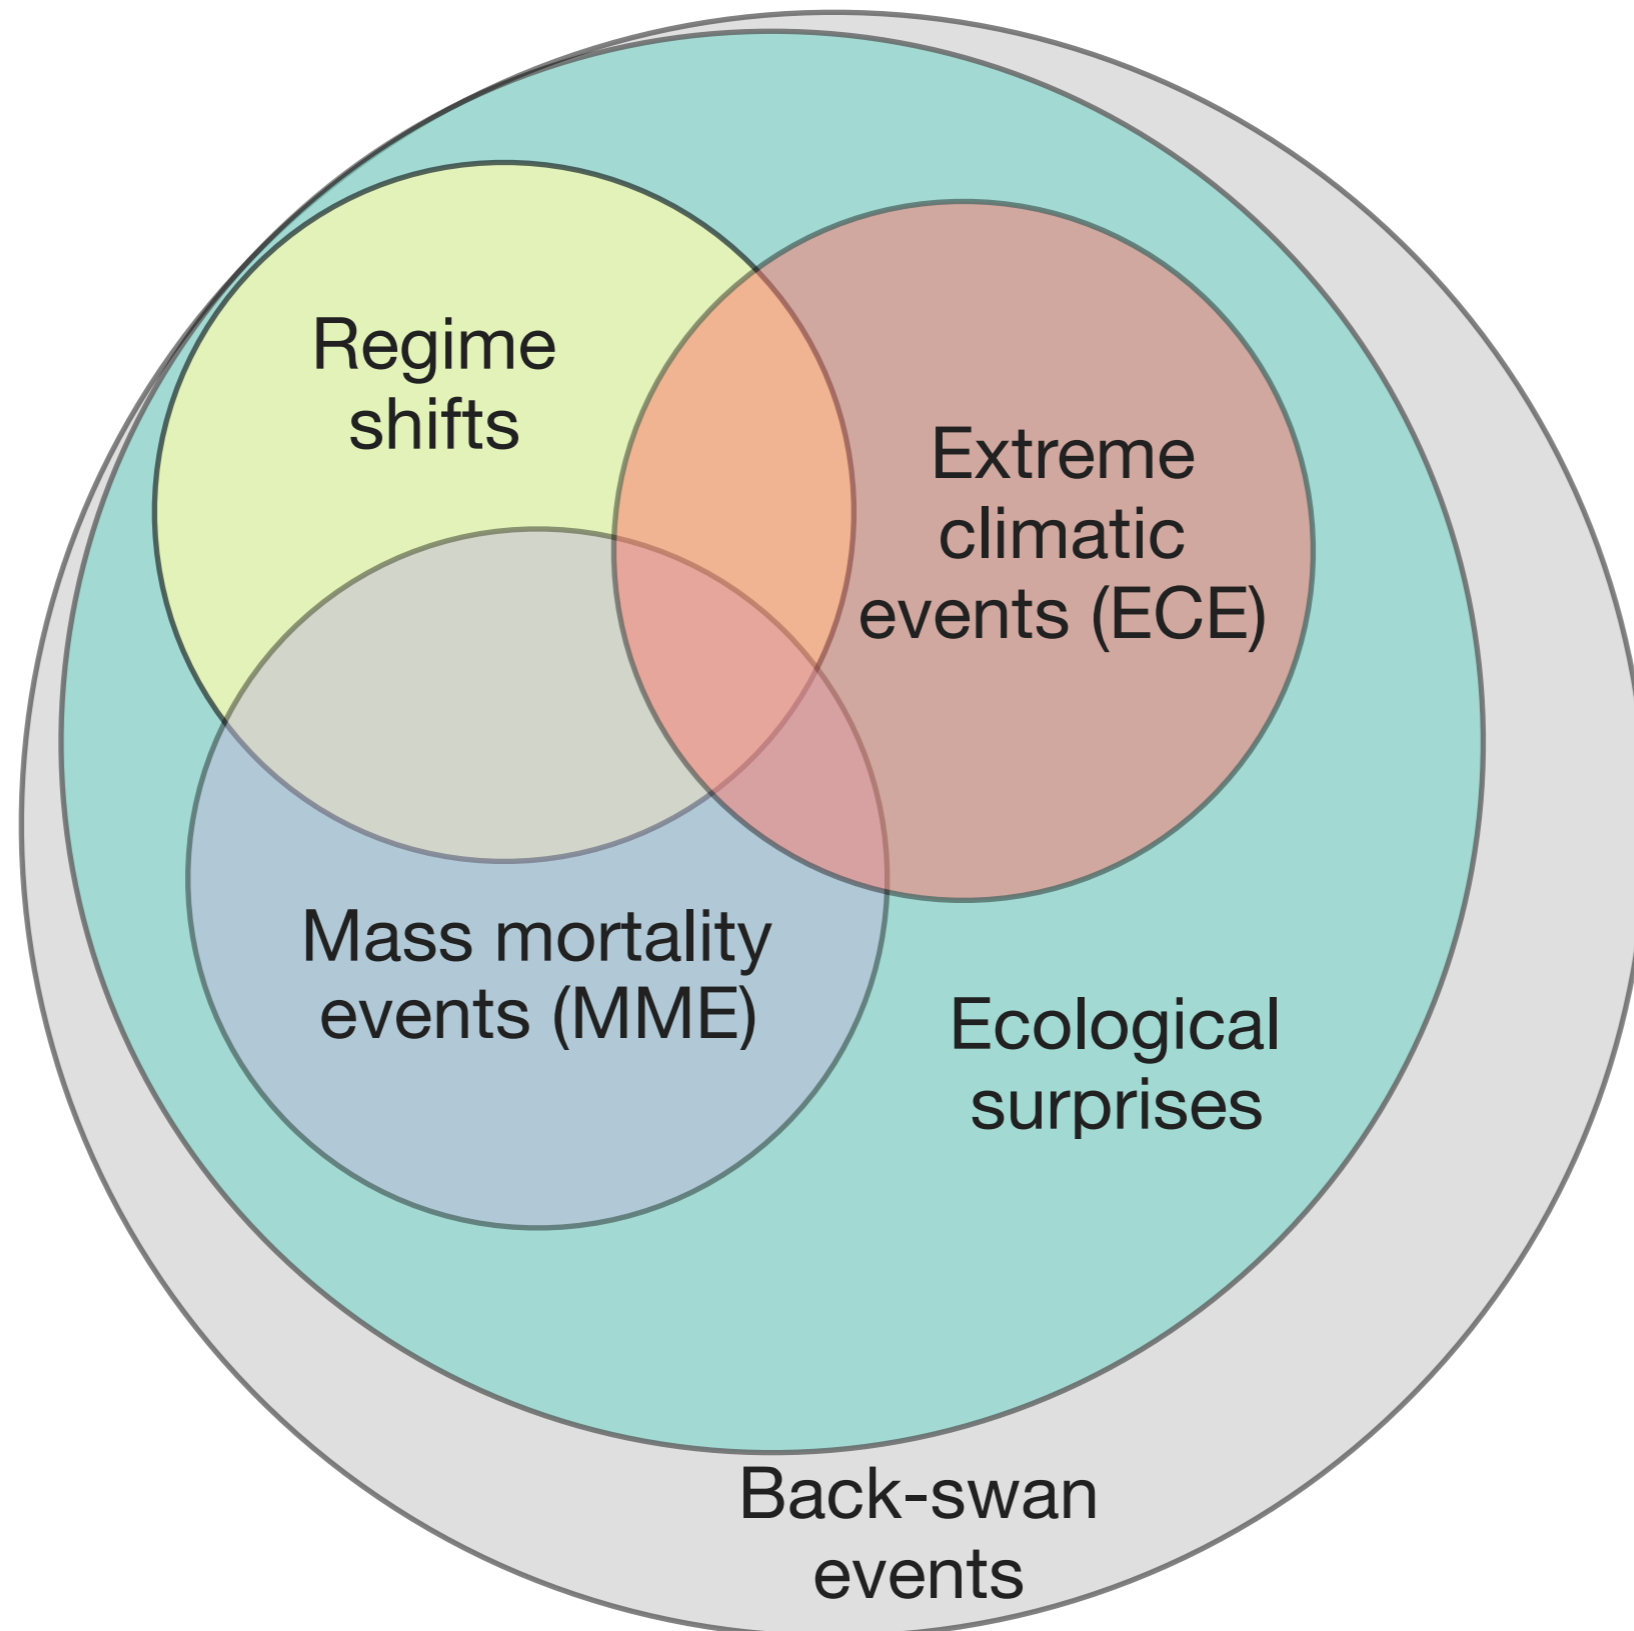 Regime
shifts
Extreme
climatic
events (ECE)
Mass mortality
events (MME)
Ecological
surprises
Back-swan
events